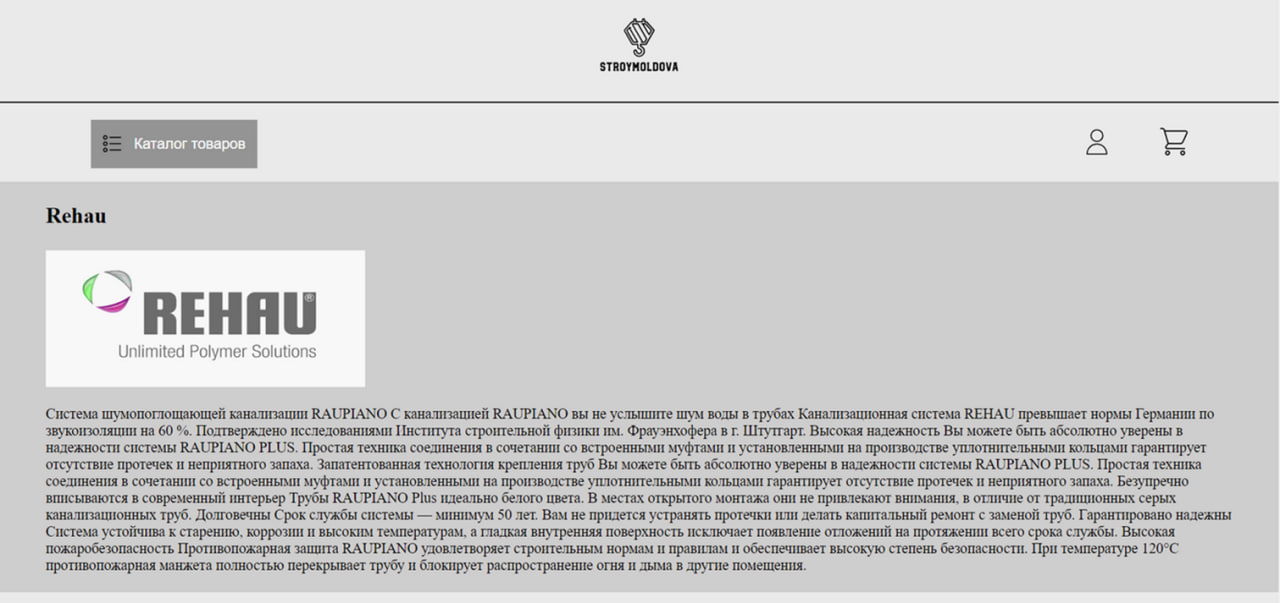 STROYMOLDOVA
Каталог товаров
Rehau
REHAU®
Unlimited Polymer Solutions
Система шумопоглощающей канализации RAUPIANO С канализацией RAUPIANO вы не услышите шум воды в трубах Канализационная система REHAU превышает нормы Германии по
звукоизоляции на 60 %. Подтверждено исследованиями Института строительной физики им. Фрауэнхофера в г. Штутгарт. Высокая надежность Вы можете быть абсолютно уверены в
надежности системы RAUPIANO PLUS. Простая техника соединения в сочетании со встроенными муфтами и установленными на производстве уплотнительными кольцами гарантирует
отсутствие протечек и неприятного запаха. Запатентованная технология крепления труб Вы можете быть абсолютно уверены в надежности системы RAUPIANO PLUS. Простая техника
соединения в сочетании со встроенными муфтами и установленными на производстве уплотнительными кольцами гарантирует отсутствие протечек и неприятного запаха. Безупречно
вписываются в современный интерьер Трубы RAUPIANO Plus идеально белого цвета. В местах открытого монтажа они не привлекают внимания, в отличие от традиционных серых
канализационных труб. Долговечны Срок службы системы — минимум 50 лет. Вам не придется устранять протечки или делать капитальный ремонт с заменой труб. Гарантировано надежны
Система устойчива к старению, коррозии и высоким температурам, а гладкая внутренняя поверхность исключает появление отложений на протяжении всего срока службы. Высокая
пожаробезопасность Противопожарная защита RAUPIANO удовлетворяет строительным нормам и правилам и обеспечивает высокую степень безопасности. При температуре 120°C
противопожарная манжета полностью перекрывает трубу и блокирует распространение огня и дыма в другие помещения.